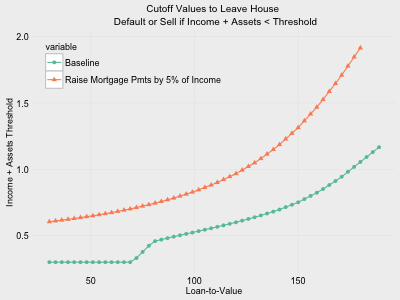 Cutoff Values to Leave House
Default or Sell if Income + Assets < Threshold
variable
Baseline
Raise Mortgage Pmts by 5% of Income
Income + Assets Threshold
2.0
1.5
1.0
0.5
50 100 150
Loan-to-Value